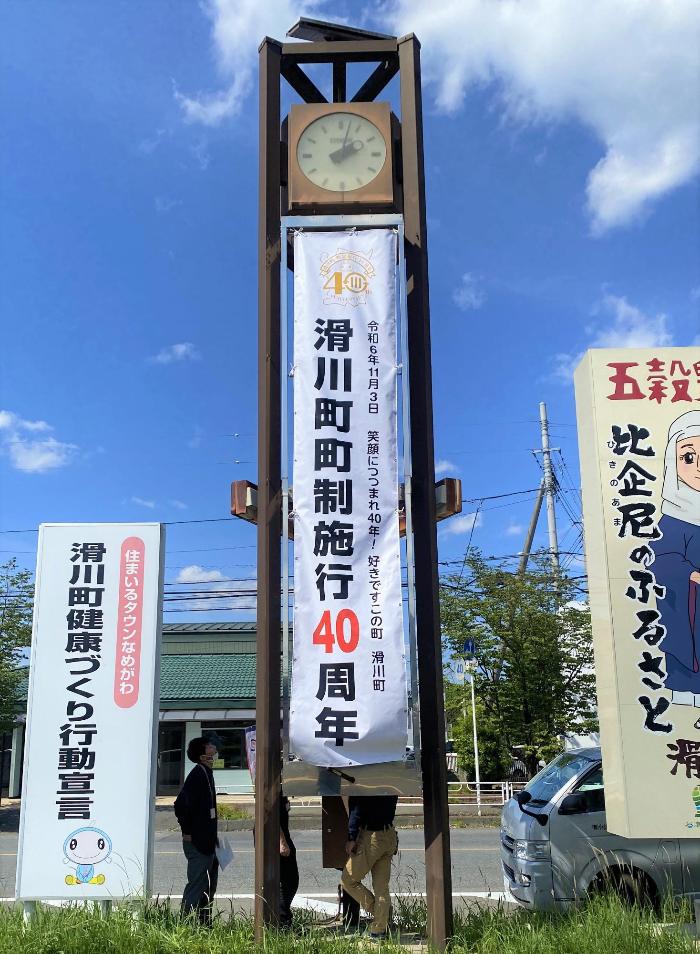 40th
滑川町町制施行40周年
令和6年11月3日 笑顔につつまれ40年！好きですこの町 滑川町
住まいるタウンなめがわ
滑川町健康づくり行動宣言
五穀
比企尼のふるさと
ひきのあま
滑